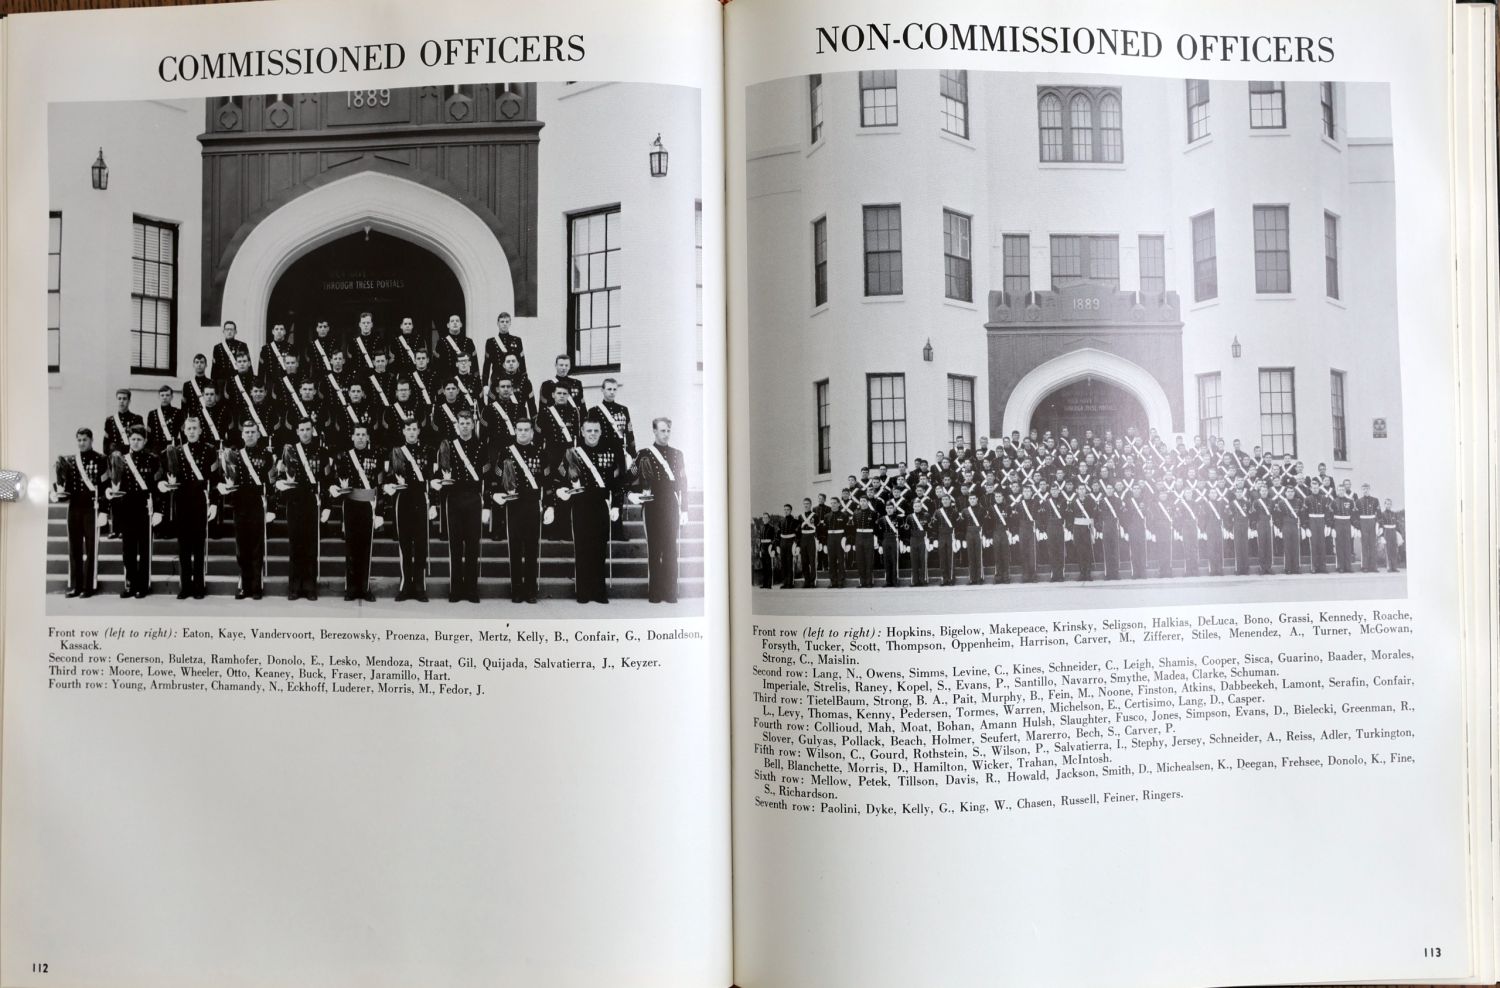 COMMISSIONED OFFICERS
1889
THROUGH THESE PORTALS
Front row (left to right): Eaton, Kaye, Vandervoort, Berezowsky, Proenza, Burger, Mertz, Kelly, B., Confair, G., Donaldson,
Kassack.
Second row: Generson, Buletza, Ramhofer, Donolo, E., Lesko, Mendoza, Straat, Gil, Quijada, Salvatierra, J., Keyzer.
Third row: Moore, Lowe, Wheeler, Otto, Keaney, Buck, Fraser, Jaramillo, Hart.
Fourth row: Young, Armbruster, Chamandy, N., Eckhoff, Luderer, Morris, M., Fedor, J.
112
NON-COMMISSIONED OFFICERS
1889
THROUGH THESE PORTALS
Front row (left to right): Hopkins, Bigelow, Makepeace, Krinsky, Seligson, Halkias, DeLuca, Bono, Grassi, Kennedy, Roache,
Forsyth, Tucker, Scott, Thompson, Oppenheim, Harrison, Carver, M., Zifferer, Stiles, Menendez, A., Turner, McGowan,
Strong, C., Maislin.
Second row: Lang, N., Owens, Simms, Levine, C., Kines, Schneider, C., Leigh, Shamis, Cooper, Sisca, Guarino, Baader, Morales,
Imperiale, Strelis, Raney, Kopel, S., Evans, P., Santillo, Navarro, Smythe, Madea, Clarke, Schuman.
Third row: TietelBaum, Strong, B. A., Pait, Murphy, B., Fein, M., Noone, Finston, Atkins, Dabbeekeh, Lamont, Serafin, Confair,
L., Levy, Thomas, Kenny, Pedersen, Tormes, Warren, Michelson, E., Certisimo, Lang, D., Casper.
Fourth row: Collioud, Mah, Moat, Bohan, Amann Hulsh, Slaughter, Fusco, Jones, Simpson, Evans, D., Bielecki, Greenman, R.,
Slover, Gulyas, Pollack, Beach, Holmer, Seufert, Marerro, Bech, S., Carver, P.
Fifth row: Wilson, C., Gourd, Rothstein, S., Wilson, P., Salvatierra, I., Stephy, Jersey, Schneider, A., Reiss, Adler, Turkington,
Bell, Blanchette, Morris, D., Hamilton, Wicker, Trahan, McIntosh.
Sixth row: Mellow, Petek, Tillson, Davis, R., Howald, Jackson, Smith, D., Michealsen, K., Deegan, Frehsee, Donolo, K., Fine,
S., Richardson.
Seventh row: Paolini, Dyke, Kelly, G., King, W., Chasen, Russell, Feiner, Ringers.
113